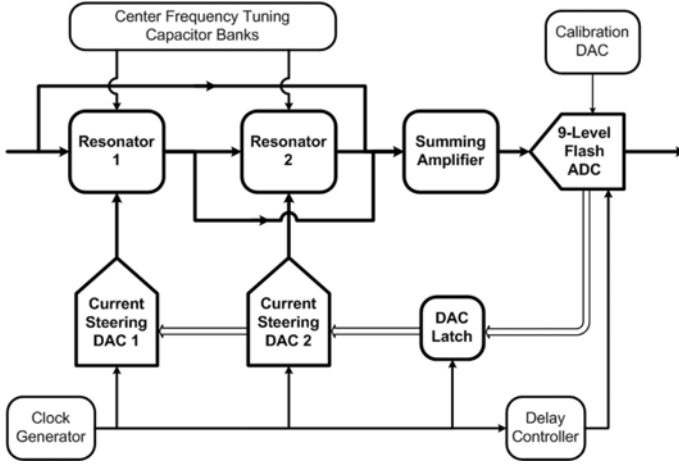 Center Frequency Tuning
Capacitor Banks
Calibration
DAC
Resonator
1
Resonator
2
Summing
Amplifier
9-Level
Flash
ADC
Current
Steering
DAC 1
Current
Steering
DAC 2
DAC
Latch
Clock
Generator
Delay
Controller